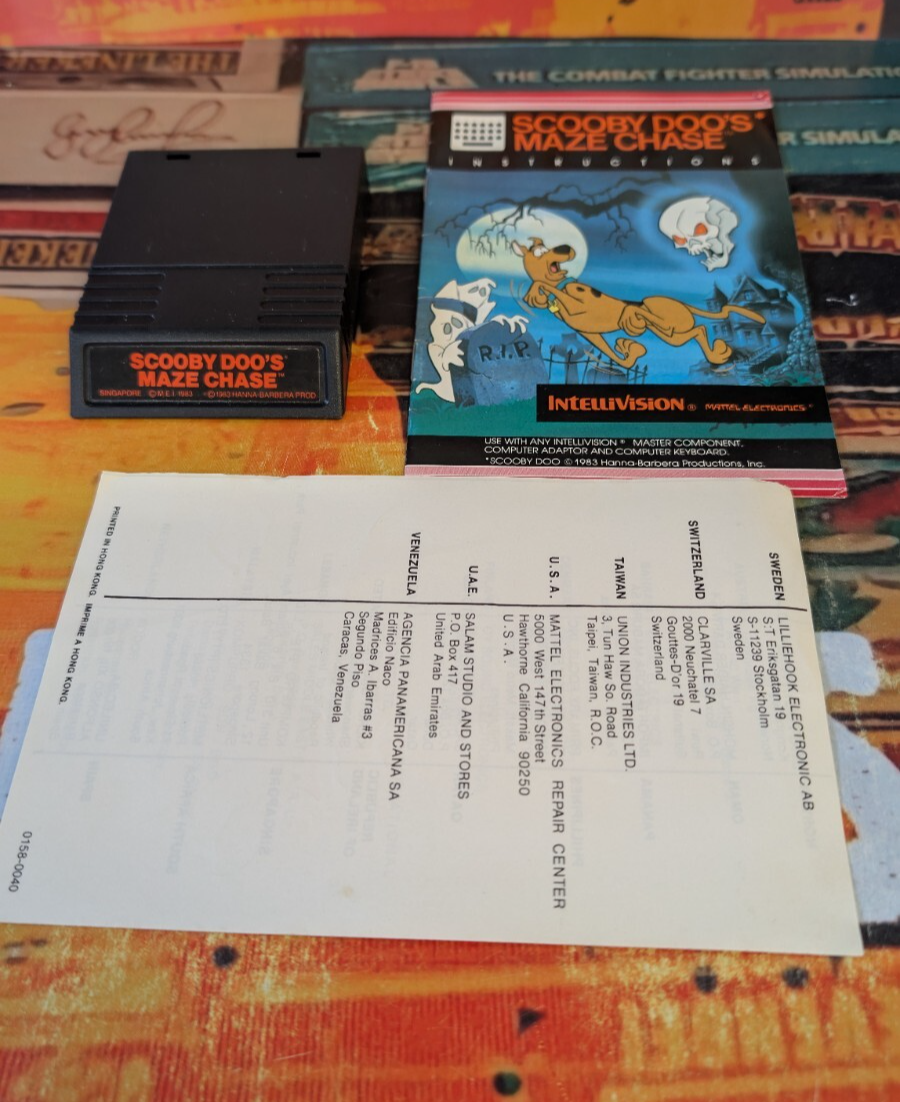 THE LINEKER
THE COMBAT FIGHTER SIMULATIO
R SIMULA
SCOOBY DOO'S*
MAZE CHASE™
INSTRUCTIONS
R.I.P.
INTELLIVISION® MATTEL ELECTRONICS®
USE WITH ANY INTELLIVISION® MASTER COMPONENT,
COMPUTER ADAPTOR AND COMPUTER KEYBOARD.
*SCOOBY DOO © 1983 Hanna-Barbera Productions, Inc.
SCOOBY DOO'S*
MAZE CHASE™
SINGAPORE © M.E.I. 1983 *© 1983 HANNA-BARBERA PROD
SWEDEN
LILLIEHOOK ELECTRONIC AB
S:T Eriksgatan 19
S-11239 Stockholm
Sweden
SWITZERLAND
CLARVILLE SA
2000 Neuchatel 7
Gouttes-D'or 19
Switzerland
TAIWAN
UNION INDUSTRIES LTD.
3, Tun Haw So. Road
Taipei, Taiwan, R.O.C.
U.S.A.
MATTEL ELECTRONICS REPAIR CENTER
5000 West 147th Street
Hawthorne California 90250
U.S.A.
U.A.E.
SALAM STUDIO AND STORES
P.O. Box 417
United Arab Emirates
VENEZUELA
AGENCIA PANAMERICANA SA
Edificio Naco
Madrices A. Ibarras #3
Segundo Piso
Caracas, Venezuela
PRINTED IN HONG KONG. IMPRIME A HONG KONG.
0158-0040